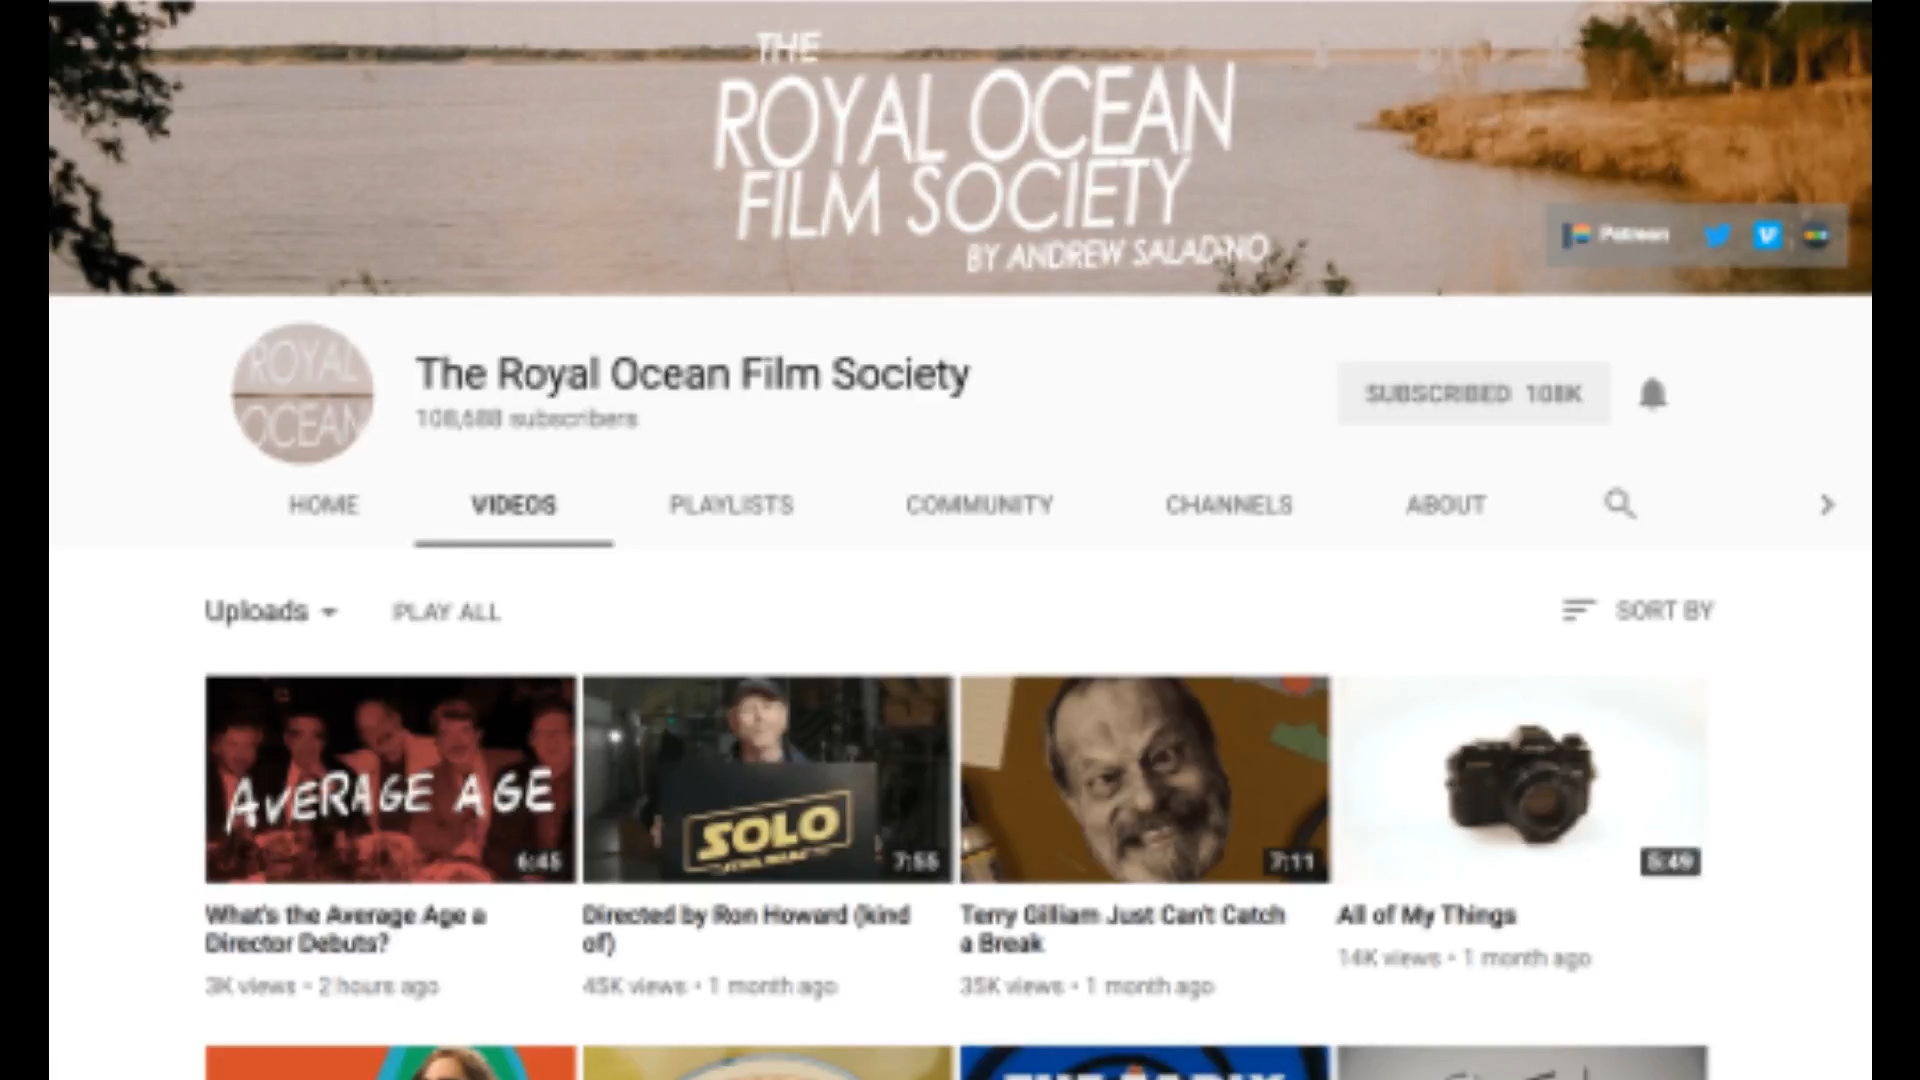 THE
ROYAL OCEAN
FILM SOCIETY
BY ANDREW SALADINO
Patreon
ROYAL
OCEAN
The Royal Ocean Film Society
108,688 subscribers
SUBSCRIBED 108K
HOME VIDEOS PLAYLISTS COMMUNITY CHANNELS ABOUT
Uploads PLAY ALL SORT BY
AVERAGE AGE
6:45
SOLO
7:55
7:11
5:49
What's the Average Age a
Director Debuts?
3K views • 2 hours ago
Directed by Ron Howard (kind
of)
45K views • 1 month ago
Terry Gilliam Just Can't Catch
a Break
35K views • 1 month ago
All of My Things
14K views • 1 month ago